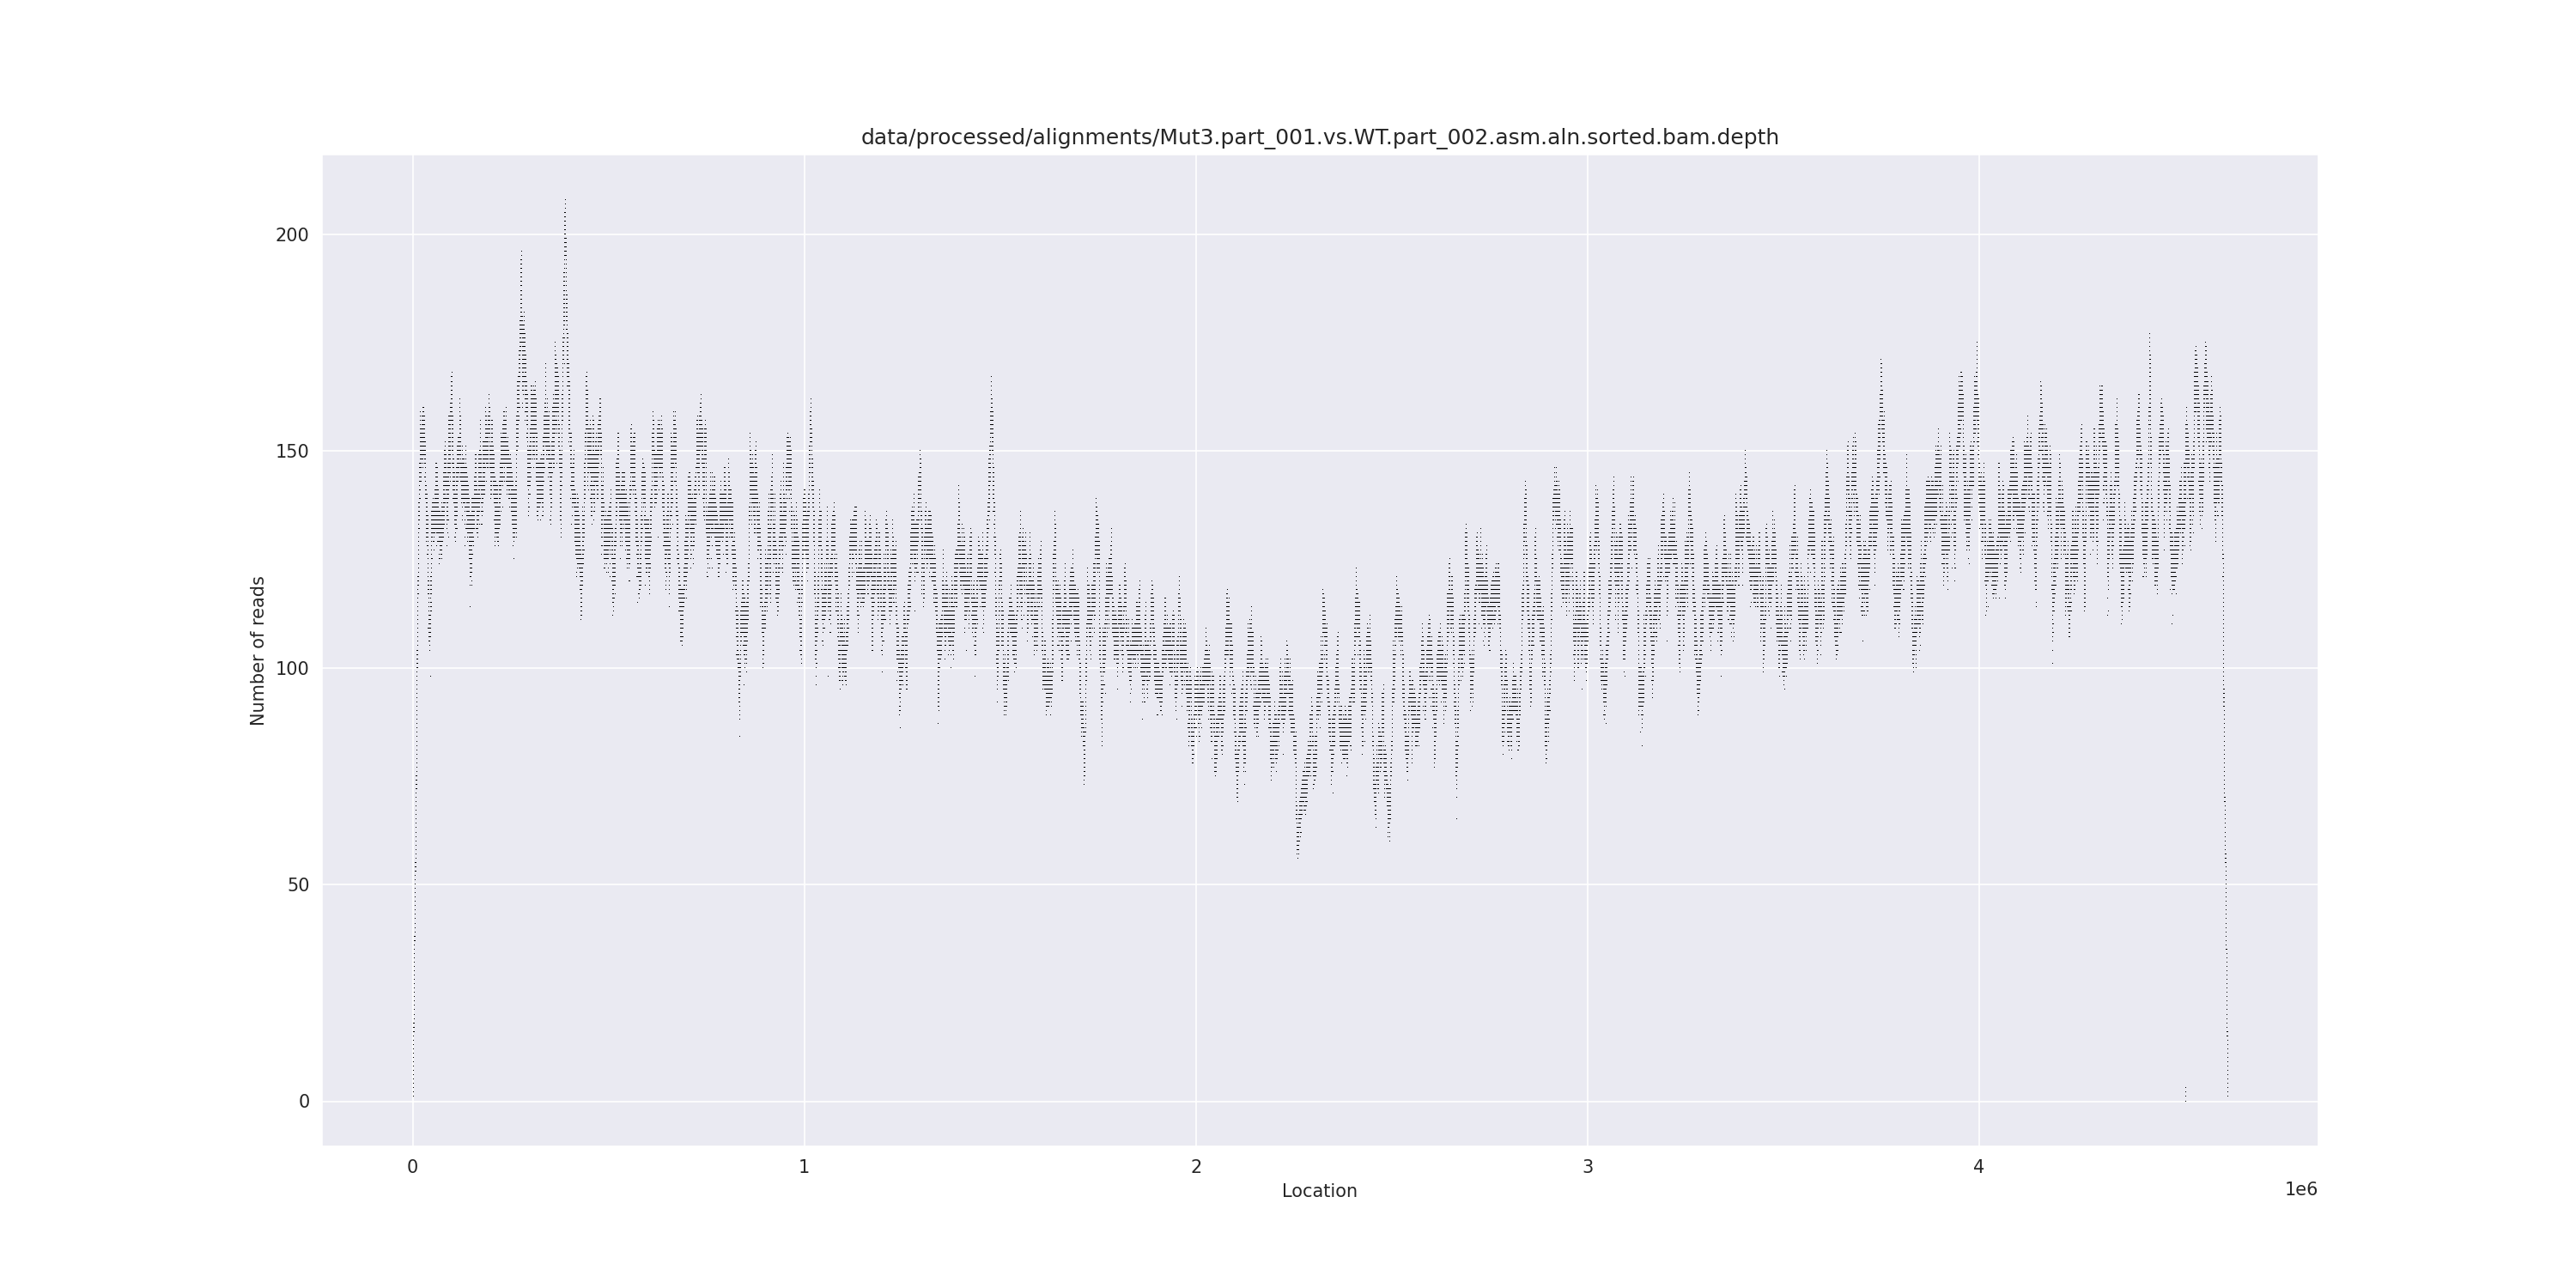 data/processed/alignments/Mut3.part_001.vs.WT.part_002.asm.aln.sorted.bam.depth
200
150
100
50
0
Number of reads
0 1 2 3 4
Location
1e6